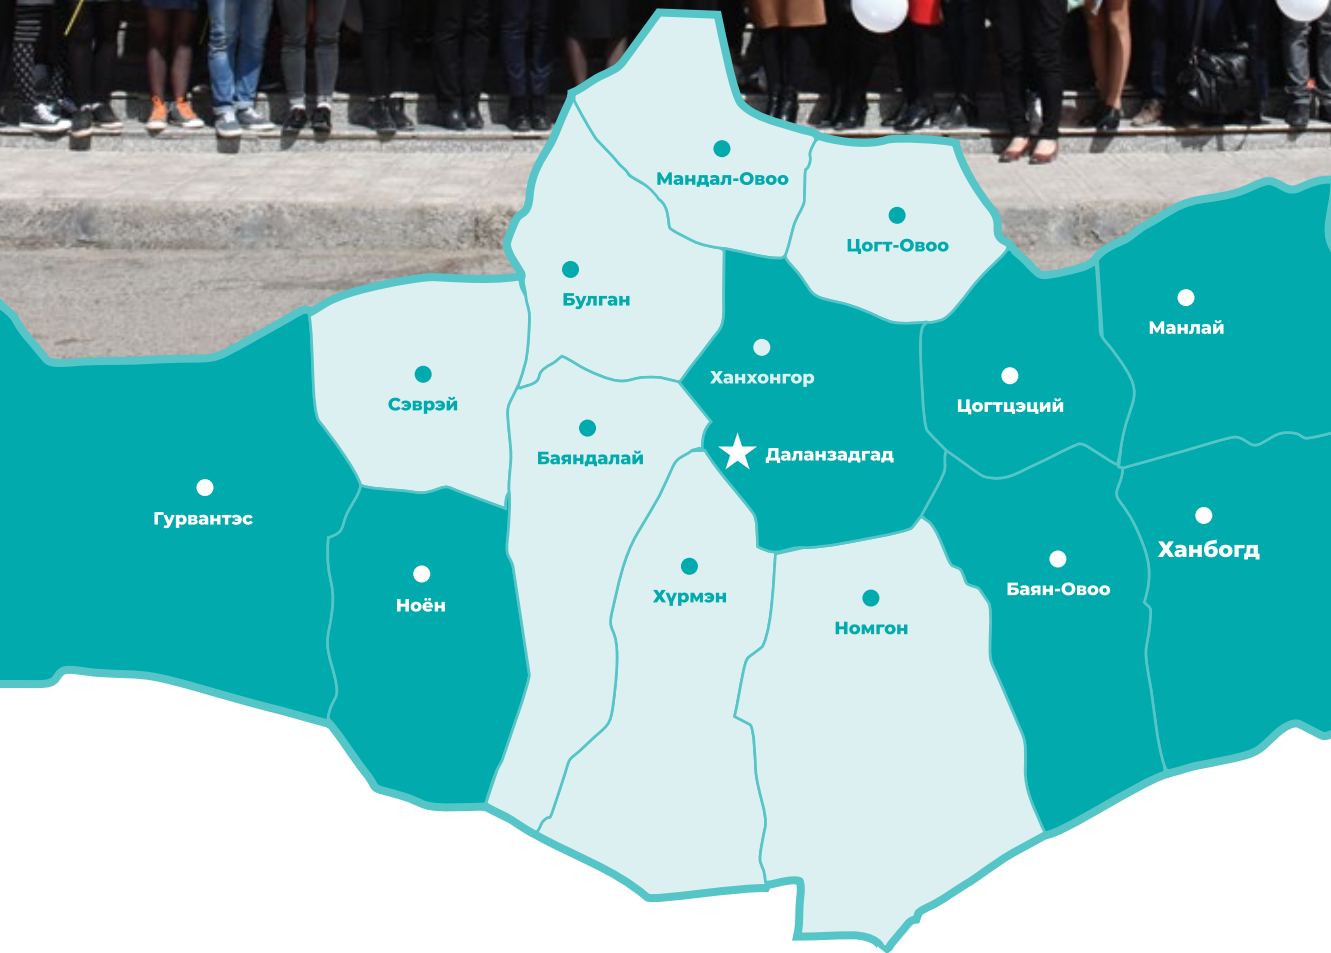 Мандал-Овоо
Цогт-Овоо
Булган
Манлай
Ханхонгор
Сэврэй
Цогтцэций
Баяндалай
Даланзадгад
Гурвантэс
Ханбогд
Баян-Овоо
Хүрмэн
Ноён
Номгон